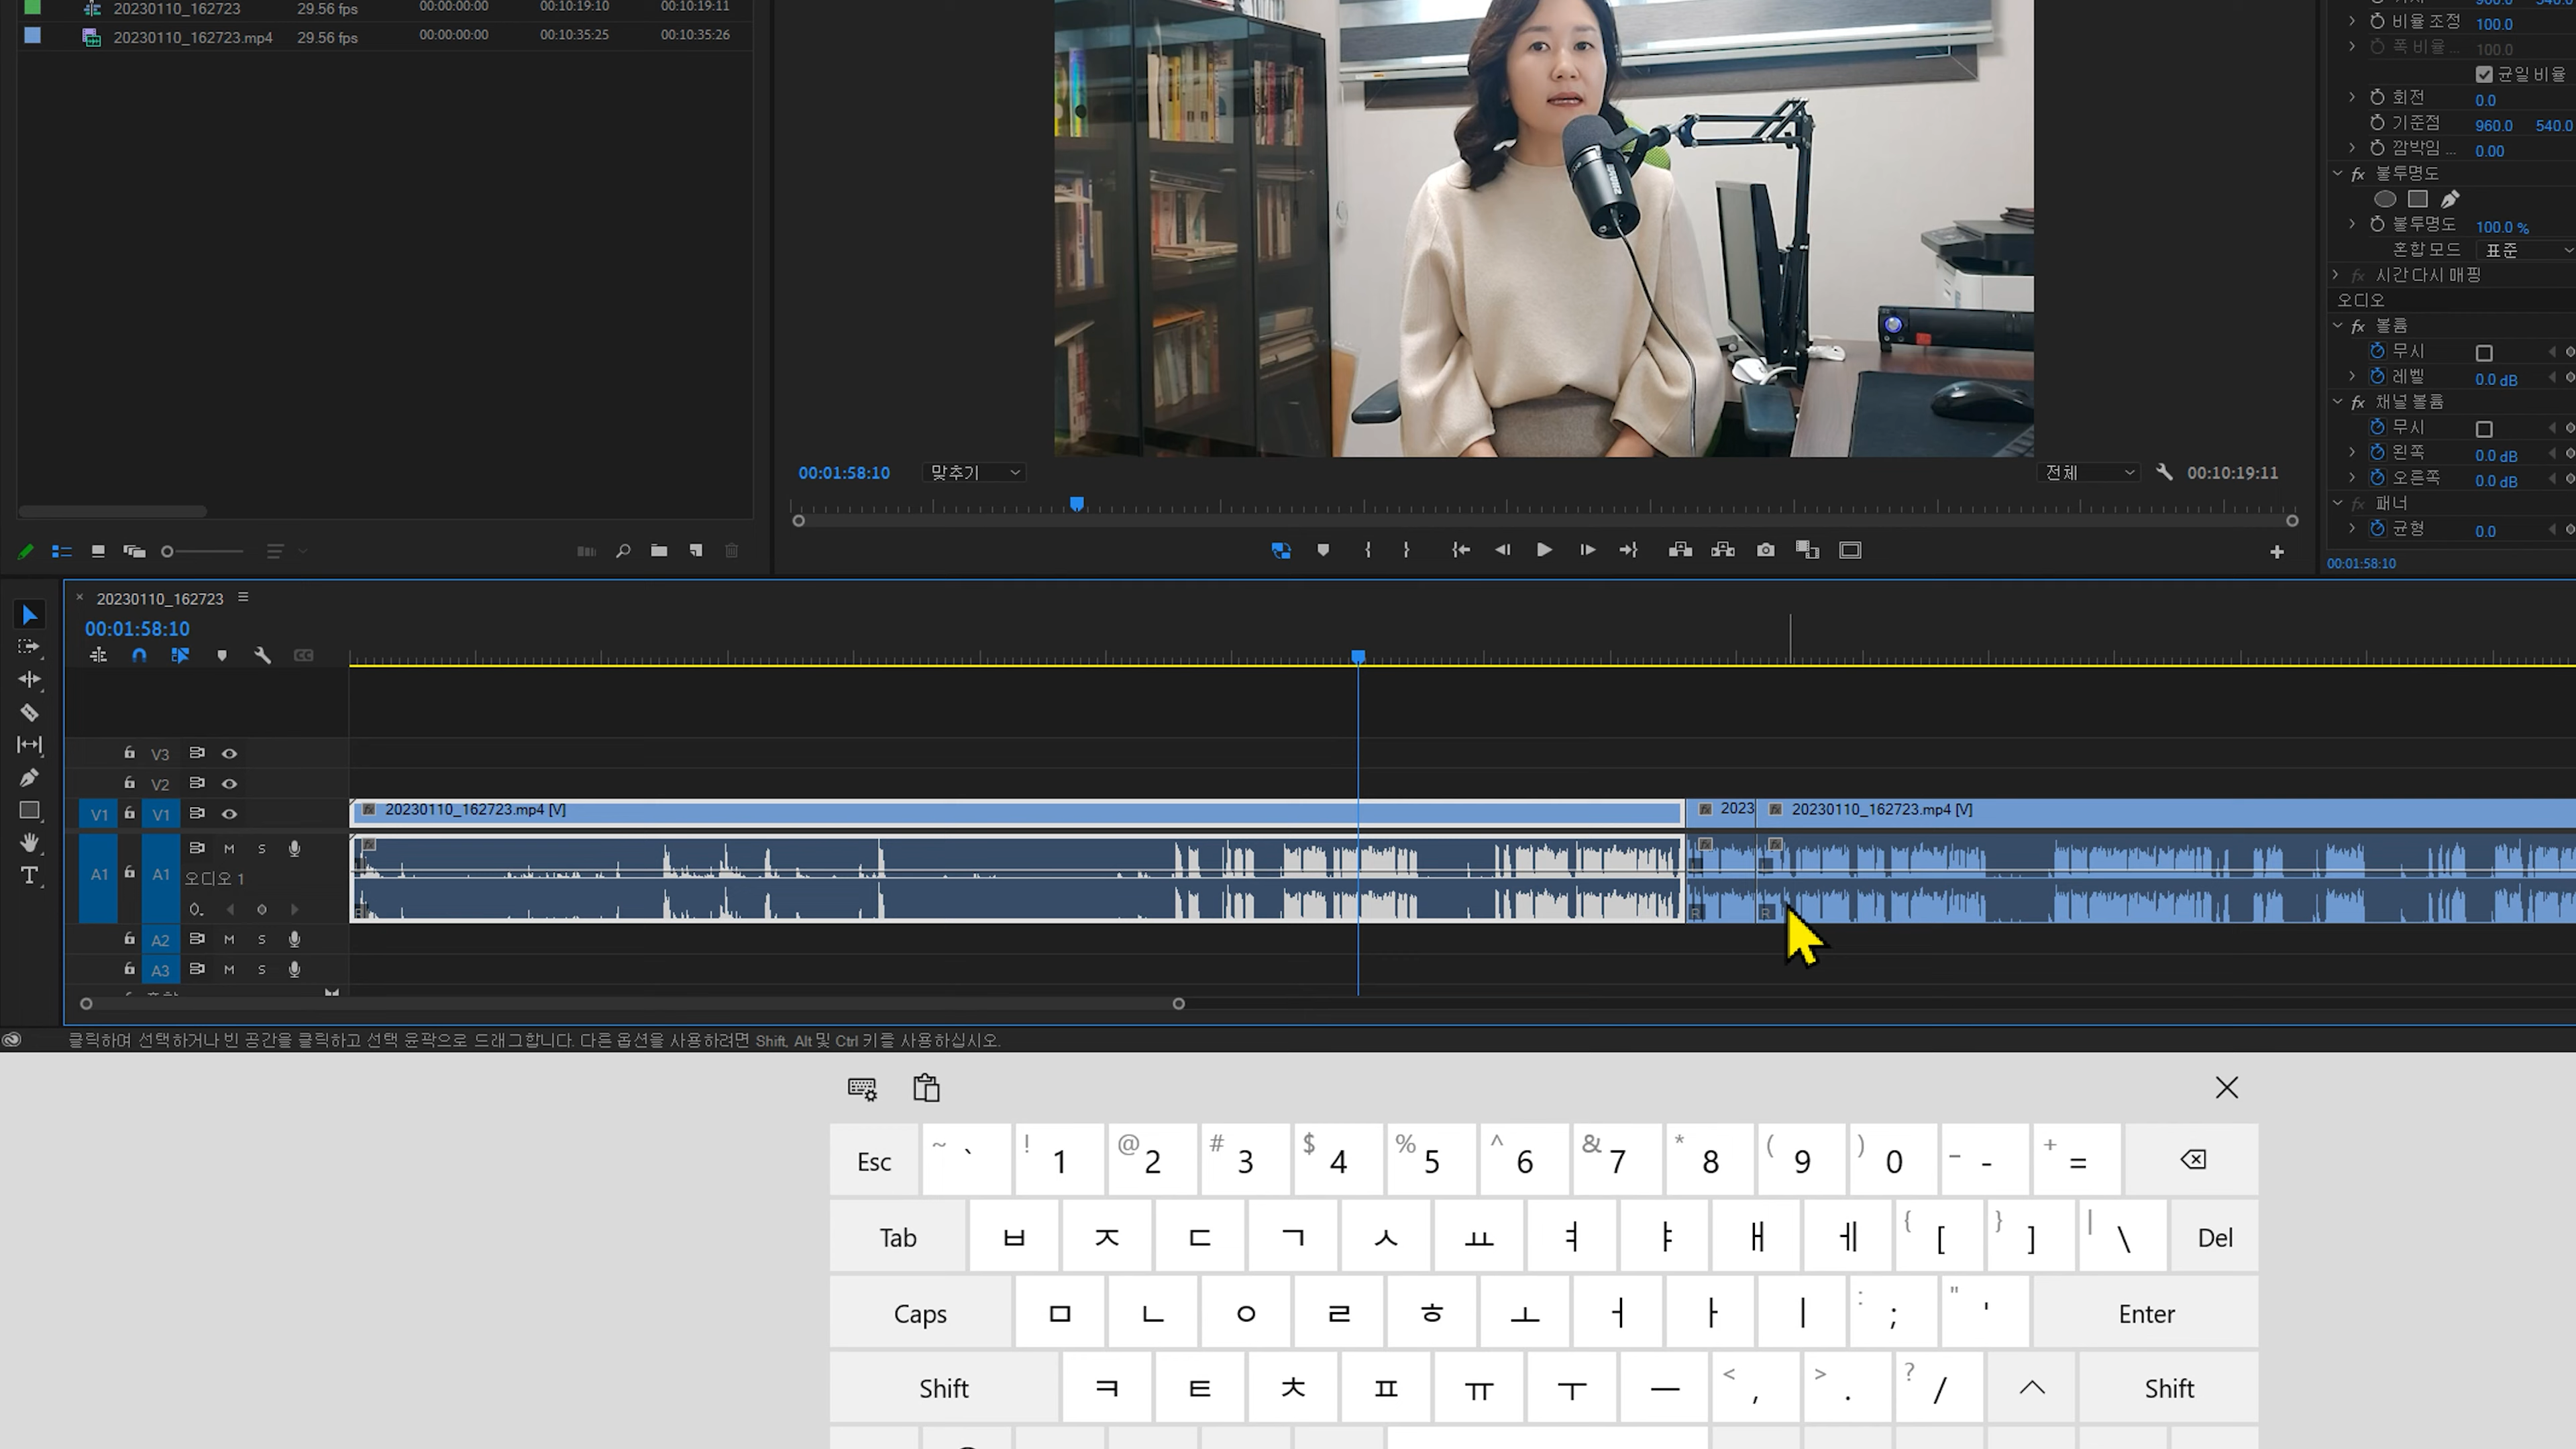 20230110_162723 29.56 fps 00:00:00:00 00:10:19:10 00:10:19:11
20230110_162723.mp4 29.56 fps 00:00:00:00 00:10:35:25 00:10:35:26
비율 조정 100.0
폭 비율 ... 100.0
균일 비율
회전 0.0
기준점 960.0 540.0
깜박임 ... 0.00
fx 불투명도
불투명도 100.0 %
혼합 모드 표준
fx 시간 다시 매핑
오디오
fx 볼륨
무시
레벨 0.0 dB
fx 채널 볼륨
무시
왼쪽 0.0 dB
오른쪽 0.0 dB
fx 패너
균형 0.0
00:01:58:10
00:01:58:10 맞추기 전체 00:10:19:11
20230110_162723
00:01:58:10
CC
V3
V2
V1 V1 20230110_162723.mp4 [V] 2023 20230110_162723.mp4 [V]
A1 A1 M S
오디오 1
R R
A2 M S
A3 M S
클릭하여 선택하거나 빈 공간을 클릭하고 선택 윤곽으로 드래그합니다. 다른 옵션을 사용하려면 Shift, Alt 및 Ctrl 키를 사용하십시오.
Esc ~ ` ! 1 @ 2 # 3 $ 4 % 5 ^ 6 & 7 * 8 ( 9 ) 0 _ - + =
Tab ㅂ ㅈ ㄷ ㄱ ㅅ ㅛ ㅕ ㅑ ㅐ ㅔ { [ } ] | \ Del
Caps ㅁ ㄴ ㅇ ㄹ ㅎ ㅗ ㅓ ㅏ ㅣ : ; " ' Enter
Shift ㅋ ㅌ ㅊ ㅍ ㅠ ㅜ ㅡ < , > . ? / Shift